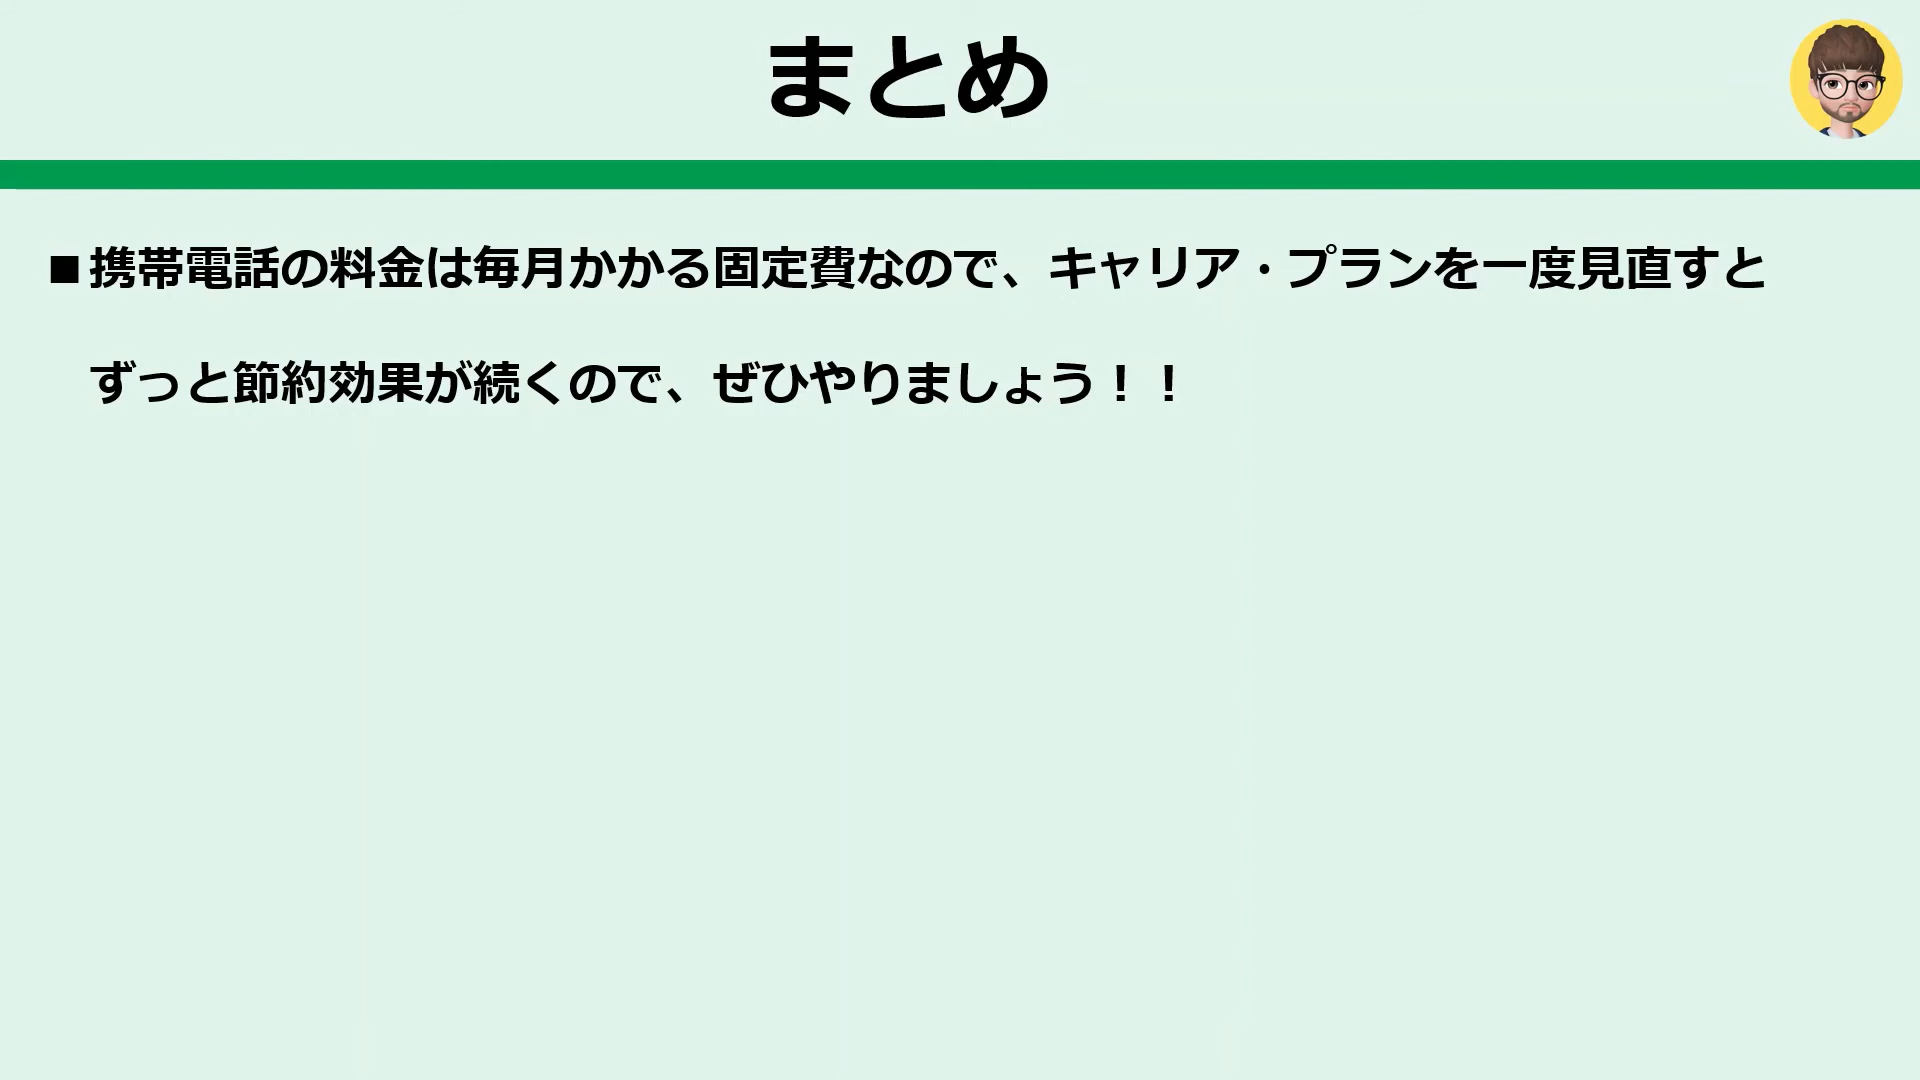 まとめ
■携帯電話の料金は毎月かかる固定費なので、キャリア・プランを一度見直すと
ずっと節約効果が続くので、ぜひやりましょう！！